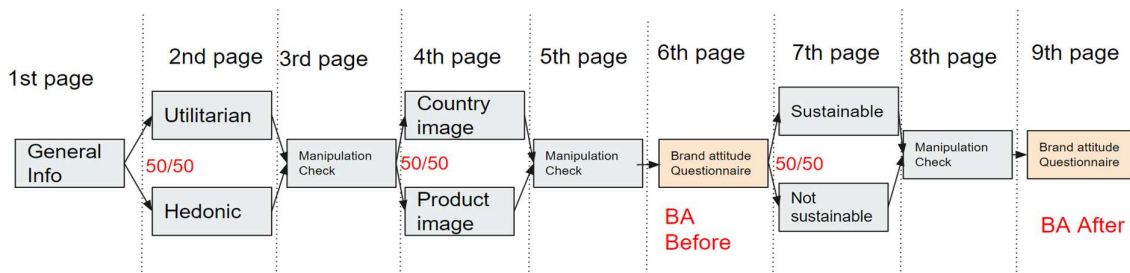 1st page
2nd page
3rd page
4th page
5th page
6th page
7th page
8th page
9th page
General
Info
50/50
Utilitarian
Hedonic
Manipulation
Check
50/50
Country
image
Product
image
Manipulation
Check
Brand attitude
Questionnaire
BA
Before
50/50
Sustainable
Not
sustainable
Manipulation
Check
Brand attitude
Questionnaire
BA After